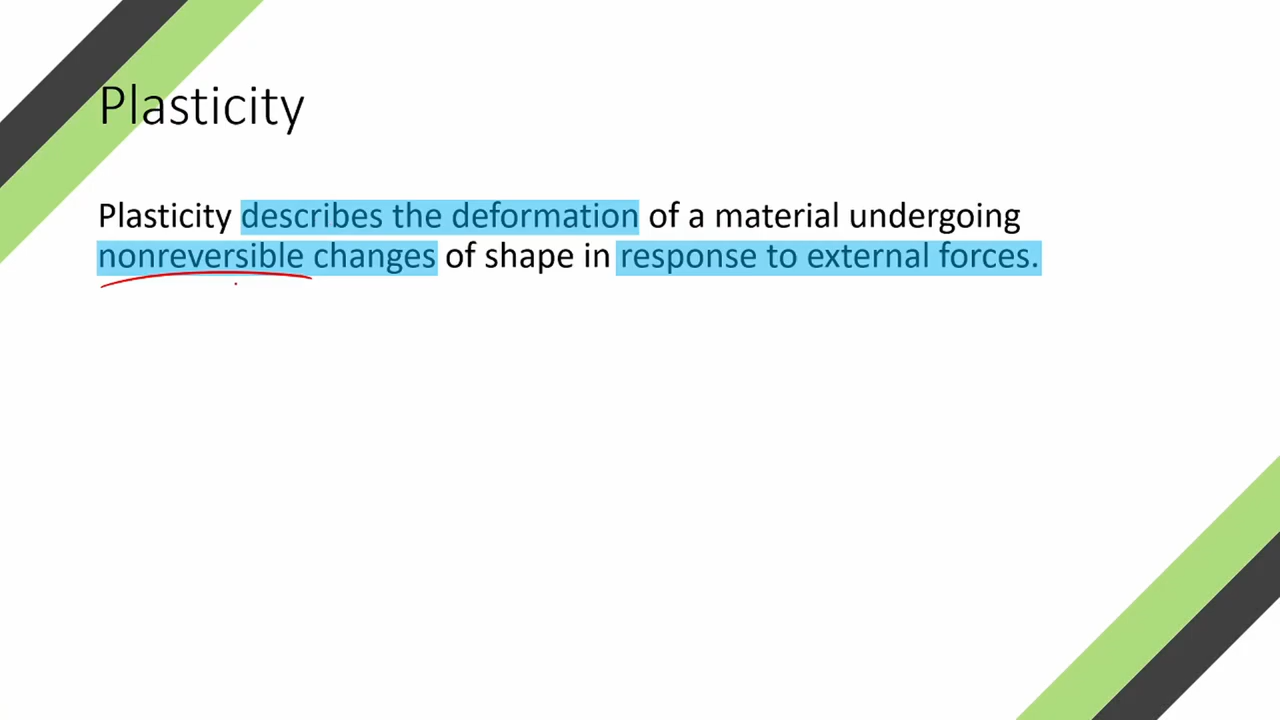 Plasticity
Plasticity describes the deformation of a material undergoing
nonreversible changes of shape in response to external forces.